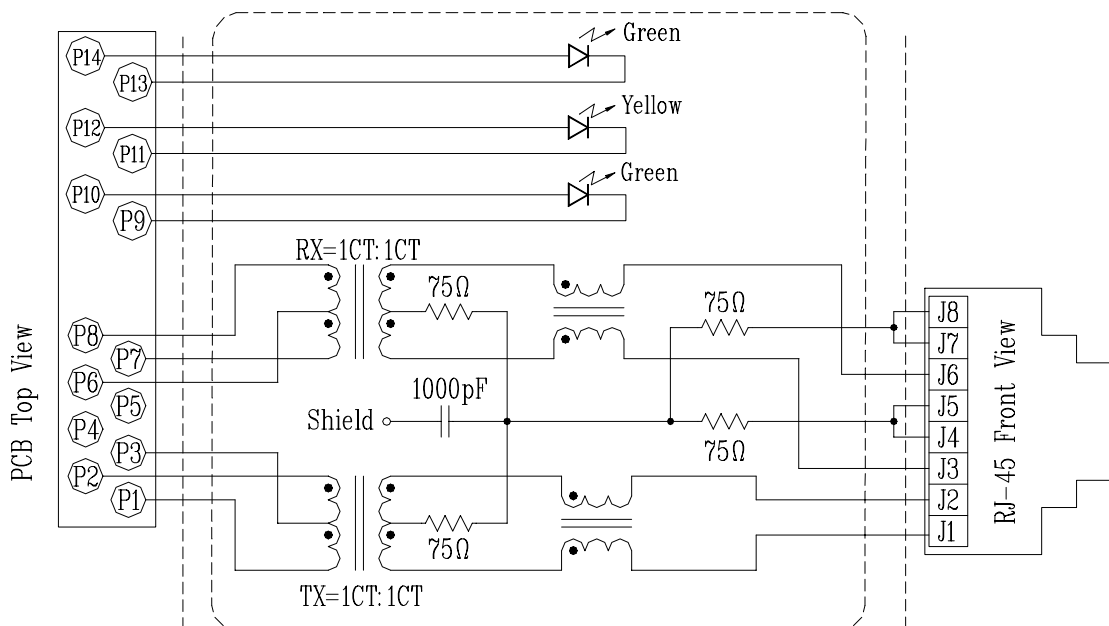 P14
Green
P13
P12
Yellow
P11
P10
Green
P9
RX=1CT:1CT
75Ω
75Ω
P8
P7
P6
P5
P4
P3
P2
P1
PCB Top View
1000pF
Shield
75Ω
75Ω
TX=1CT:1CT
J8
J7
J6
J5
J4
J3
J2
J1
RJ-45 Front View